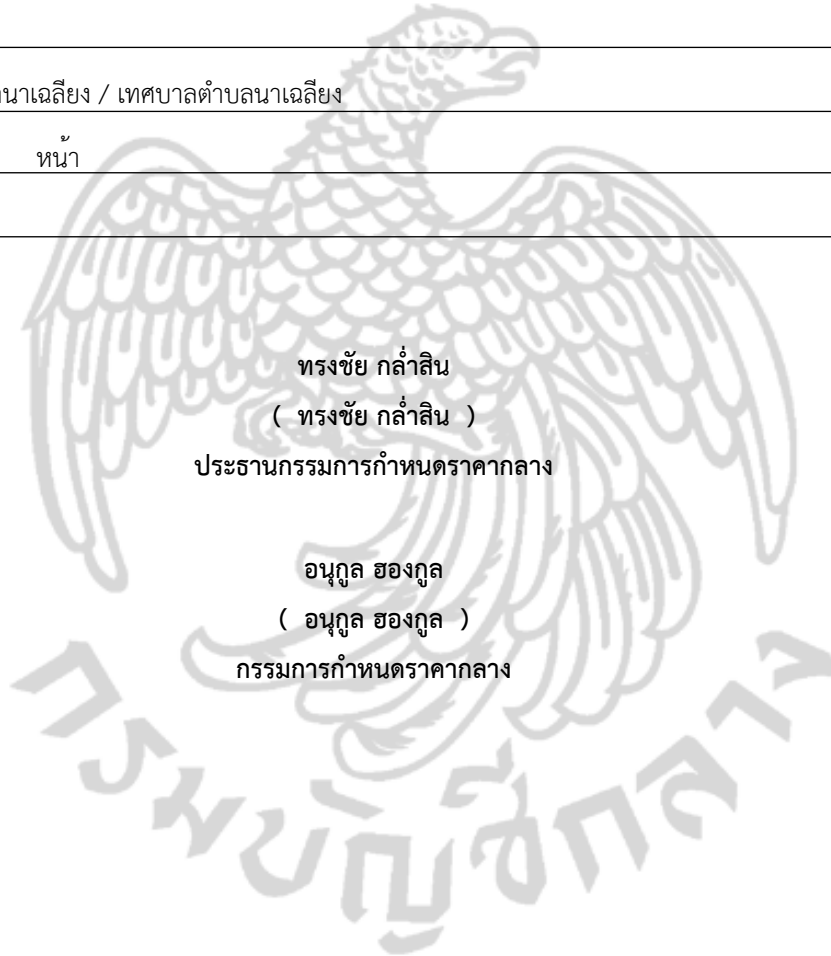 นาเฉลียง / เทศบาลตำบลนาเฉลียง
หน้า
ทรงชัย กล่ำสิน
( ทรงชัย กล่ำสิน )
ประธานกรรมการกำหนดราคากลาง
อนุกูล ฮองกูล
( อนุกูล ฮองกูล )
กรรมการกำหนดราคากลาง
กรมบัญชีกลาง